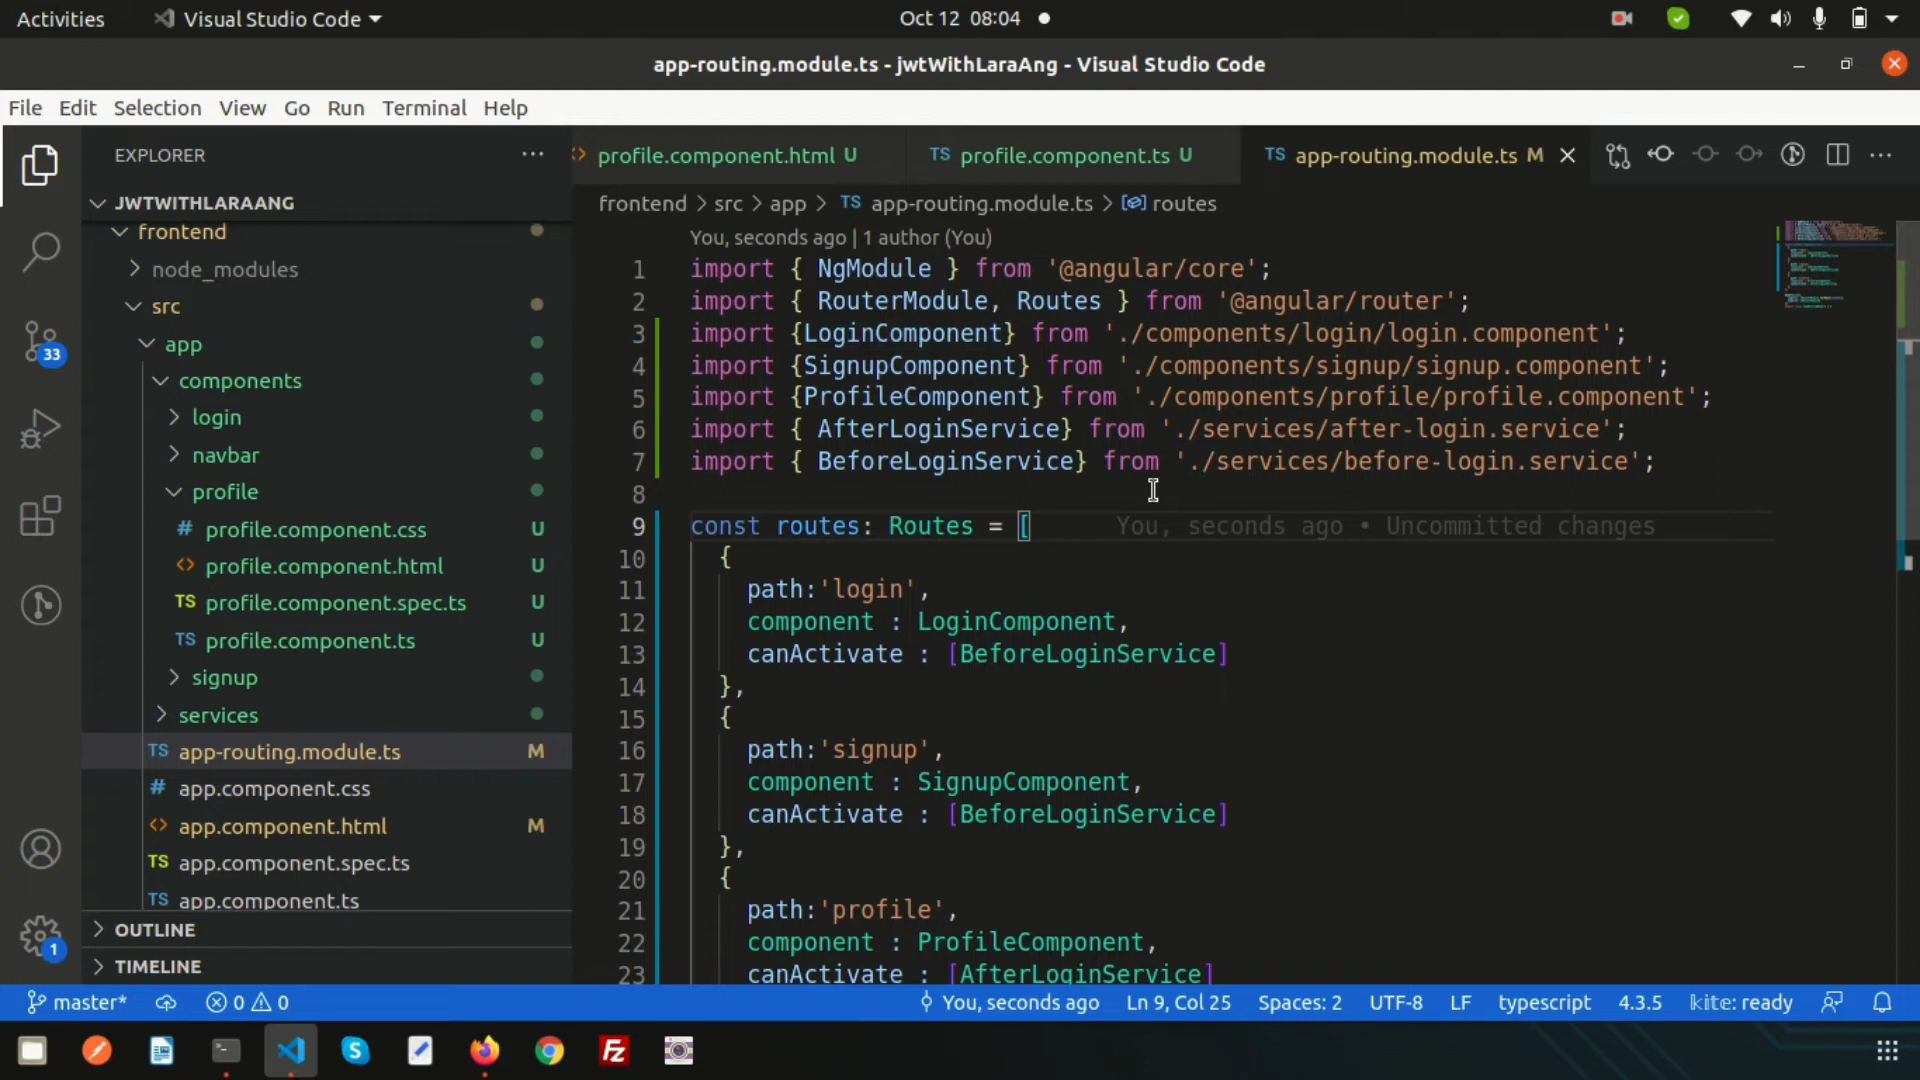 Activities
Visual Studio Code
Oct 12 08:04
app-routing.module.ts - jwtWithLaraAng - Visual Studio Code
File Edit Selection View Go Run Terminal Help
EXPLORER
profile.component.html U
TS profile.component.ts U
TS app-routing.module.ts M
JWTWITHLARAANG
frontend
node_modules
src
app
components
login
navbar
profile
# profile.component.css U
<> profile.component.html U
TS profile.component.spec.ts U
TS profile.component.ts U
signup
services
TS app-routing.module.ts M
# app.component.css
<> app.component.html M
TS app.component.spec.ts
TS app.component.ts
OUTLINE
TIMELINE
33
1
frontend > src > app > TS app-routing.module.ts > routes
You, seconds ago | 1 author (You)
1 import { NgModule } from '@angular/core';
2 import { RouterModule, Routes } from '@angular/router';
3 import {LoginComponent} from './components/login/login.component';
4 import {SignupComponent} from './components/signup/signup.component';
5 import {ProfileComponent} from './components/profile/profile.component';
6 import { AfterLoginService} from './services/after-login.service';
7 import { BeforeLoginService} from './services/before-login.service';
8
9 const routes: Routes = [ You, seconds ago • Uncommitted changes
10 {
11 path:'login',
12 component : LoginComponent,
13 canActivate : [BeforeLoginService]
14 },
15 {
16 path:'signup',
17 component : SignupComponent,
18 canActivate : [BeforeLoginService]
19 },
20 {
21 path:'profile',
22 component : ProfileComponent,
23 canActivate : [AfterLoginService]
master* 0 0 You, seconds ago Ln 9, Col 25 Spaces: 2 UTF-8 LF typescript 4.3.5 kite: ready